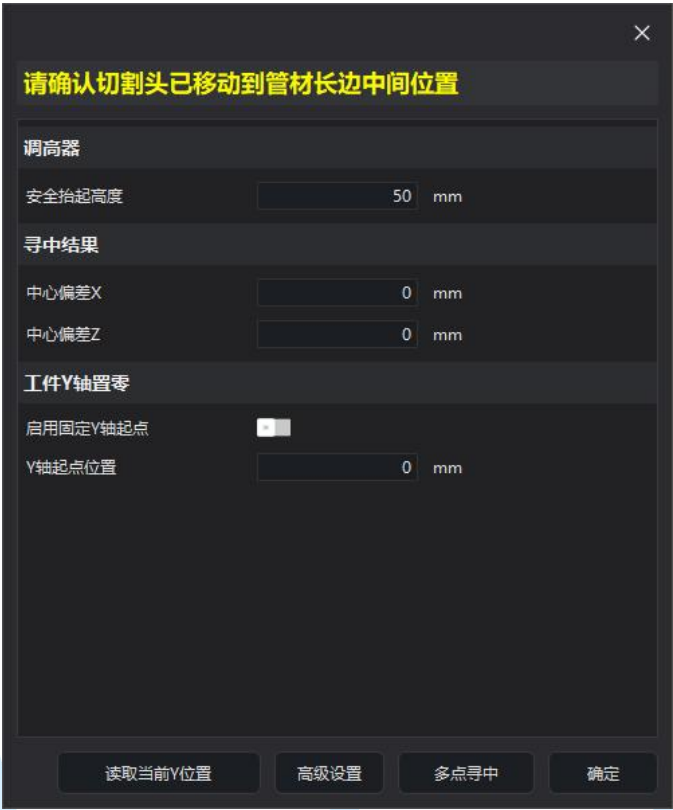 请确认切割头已移动到管材长边中间位置
调高器
安全抬起高度 50 mm
寻中结果
中心偏差X 0 mm
中心偏差Z 0 mm
工件Y轴置零
启用固定Y轴起点
Y轴起点位置 0 mm
读取当前Y位置 高级设置 多点寻中 确定